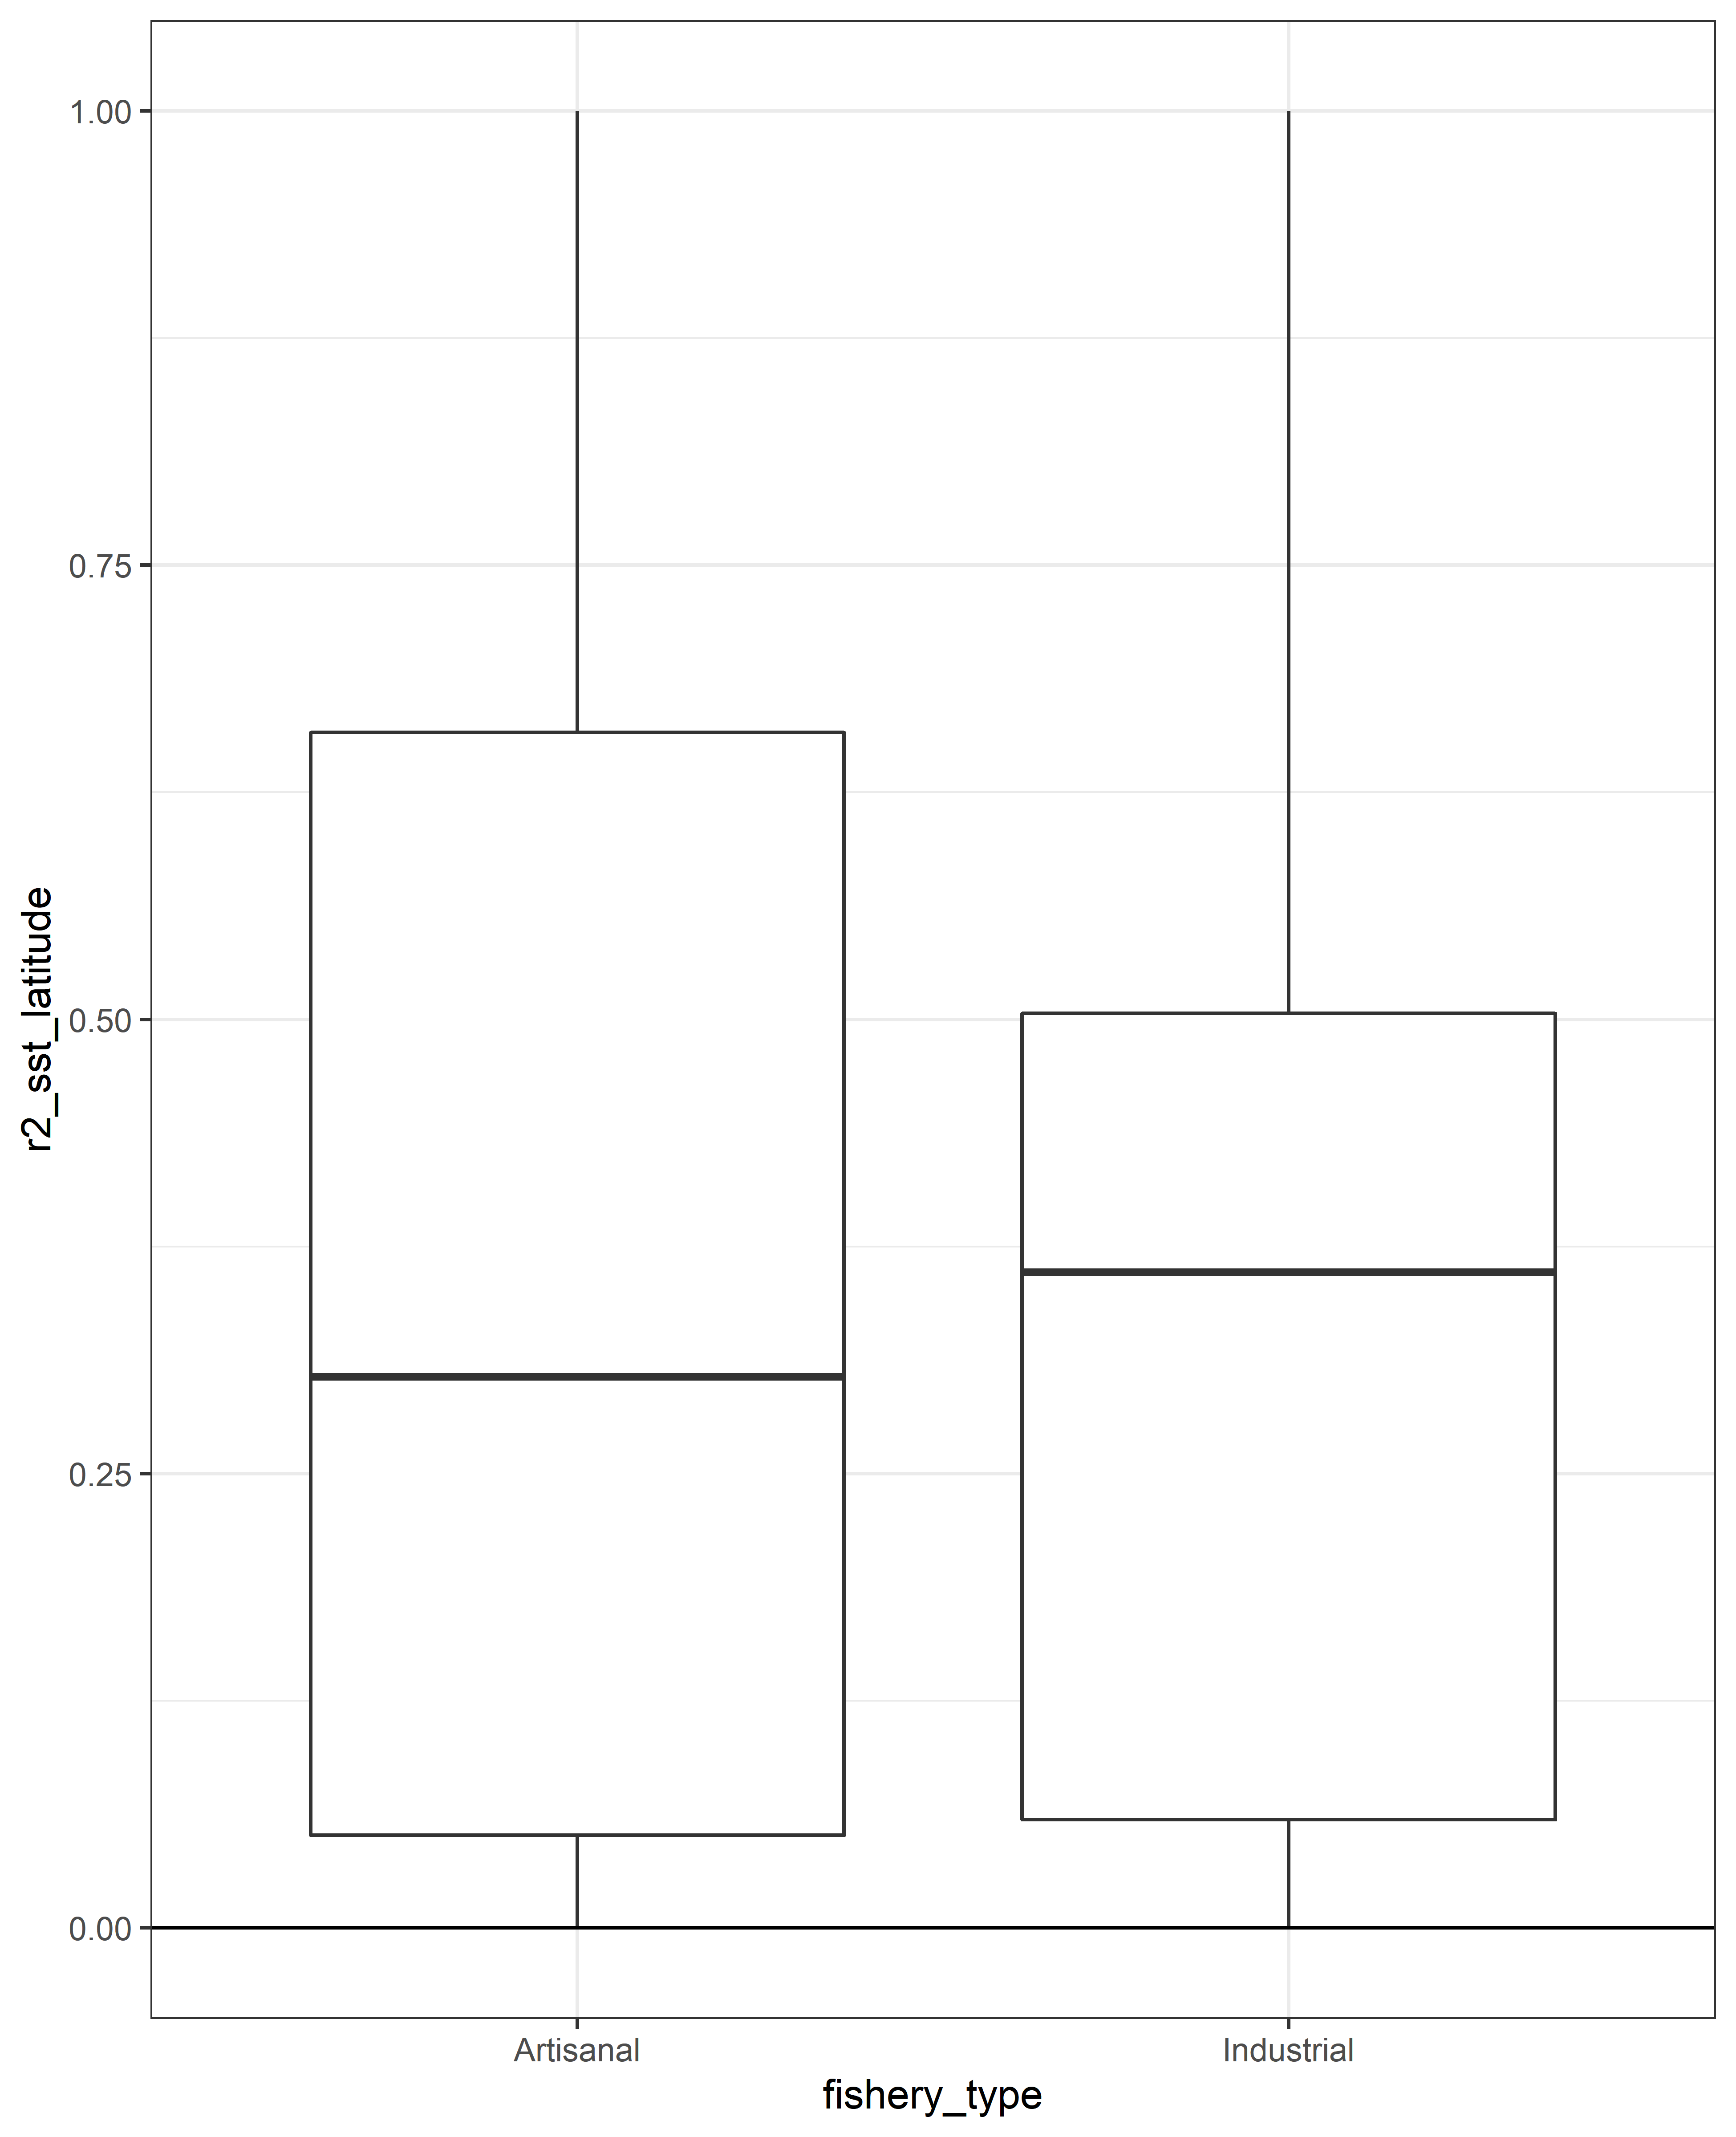 r2_sst_latitude
1.00
0.75
0.50
0.25
0.00
Artisanal
Industrial
fishery_type